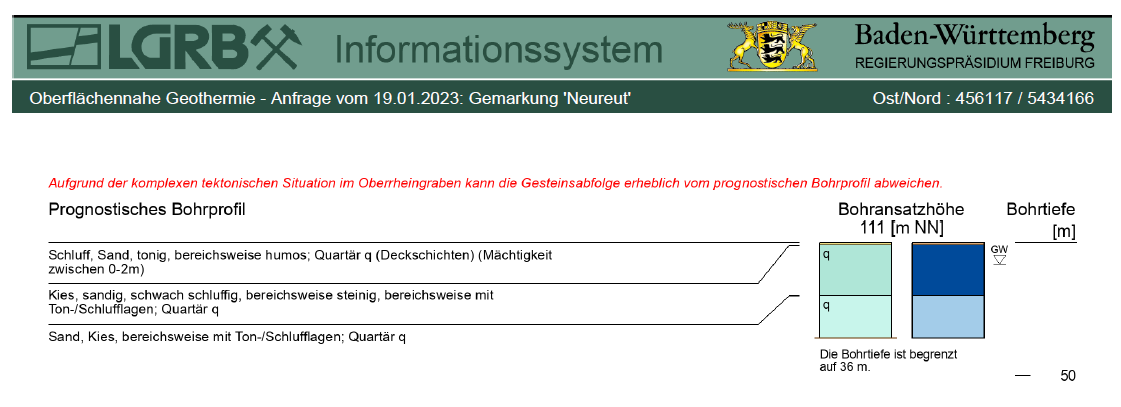 LGRB Informationssystem
Baden-Württemberg
REGIERUNGSPRÄSIDIUM FREIBURG
Oberflächennahe Geothermie - Anfrage vom 19.01.2023: Gemarkung 'Neureut'
Ost/Nord : 456117 / 5434166
Aufgrund der komplexen tektonischen Situation im Oberrheingraben kann die Gesteinsabfolge erheblich vom prognostischen Bohrprofil abweichen.
Prognostisches Bohrprofil
Bohransatzhöhe
111 [m NN]
Bohrtiefe
[m]
Schluff, Sand, tonig, bereichsweise humos; Quartär q (Deckschichten) (Mächtigkeit
zwischen 0-2m)
q
GW
Kies, sandig, schwach schluffig, bereichsweise steinig, bereichsweise mit
Ton-/Schlufflagen; Quartär q
q
Sand, Kies, bereichsweise mit Ton-/Schlufflagen; Quartär q
Die Bohrtiefe ist begrenzt
auf 36 m.
50